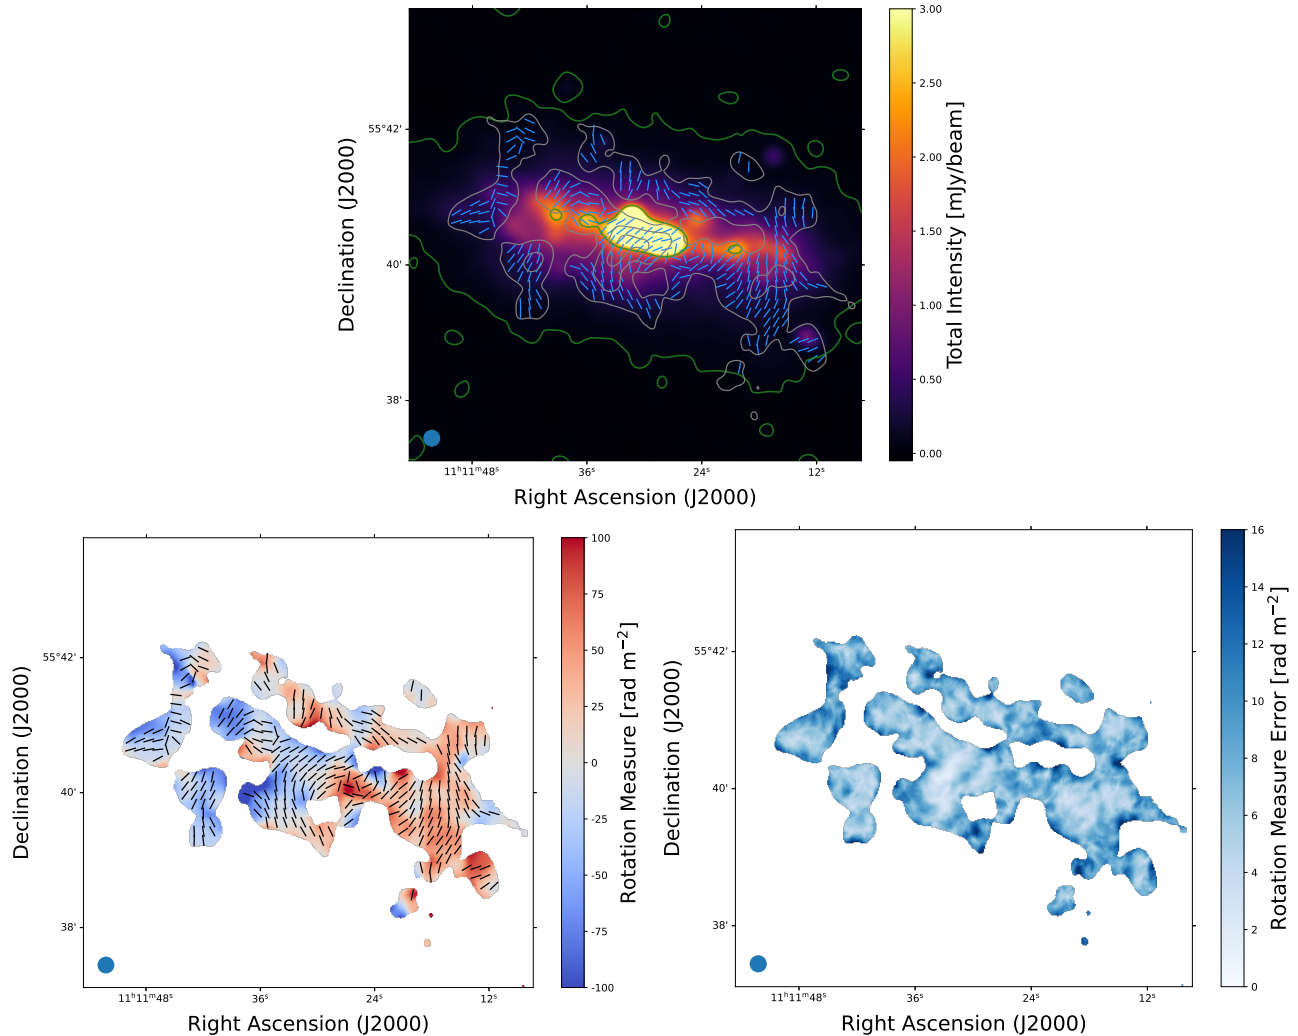 3.00
2.50
55°42'
2.00
Declination (J2000)
Total Intensity [mJy/beam]
1.50
40'
1.00
0.50
38'
0.00
11ʰ11ᵐ48ˢ 36ˢ 24ˢ 12ˢ
Right Ascension (J2000)
100
75
55°42'
50
25
Declination (J2000)
0
Rotation Measure [rad m⁻²]
40'
-25
-50
-75
38'
-100
11ʰ11ᵐ48ˢ 36ˢ 24ˢ 12ˢ
Right Ascension (J2000)
16
14
55°42'
12
10
Declination (J2000)
8
Rotation Measure Error [rad m⁻²]
40'
6
4
38'
2
0
11ʰ11ᵐ48ˢ 36ˢ 24ˢ 12ˢ
Right Ascension (J2000)